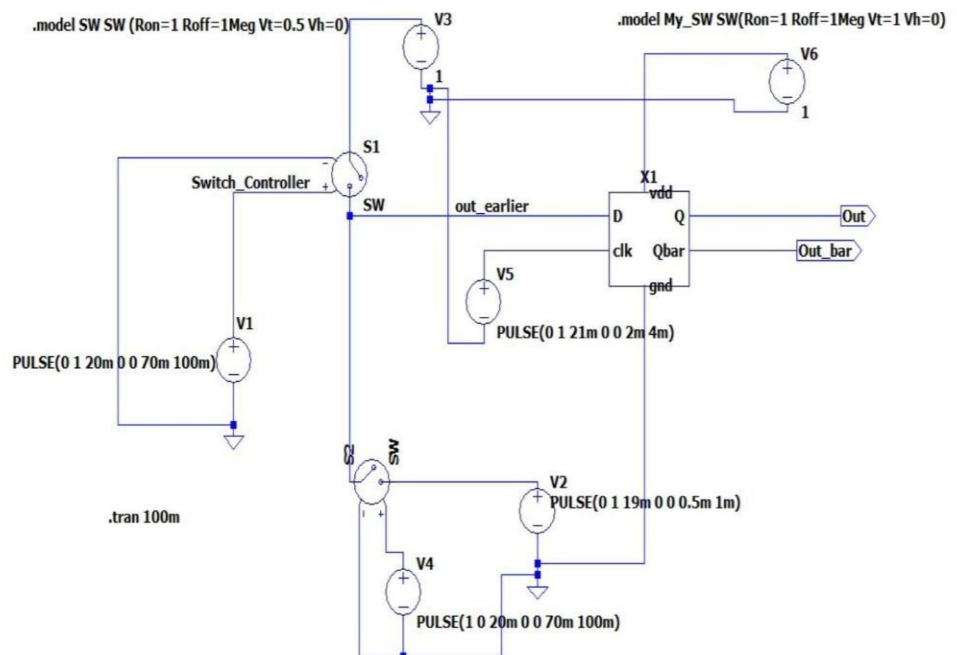 .model SW SW (Ron=1 Roff=1Meg Vt=0.5 Vh=0)
V3
.model My_SW SW(Ron=1 Roff=1Meg Vt=1 Vh=0)
+
−
1
V6
+
−
1
S1
−
+
Switch_Controller
SW
out_earlier
X1
vdd
D Q
clk Qbar
gnd
Out
Out_bar
V5
+
−
PULSE(0 1 21m 0 0 2m 4m)
V1
+
−
PULSE(0 1 20m 0 0 70m 100m)
S2
SW
− +
V2
+
−
PULSE(0 1 19m 0 0 0.5m 1m)
.tran 100m
V4
+
−
PULSE(1 0 20m 0 0 70m 100m)